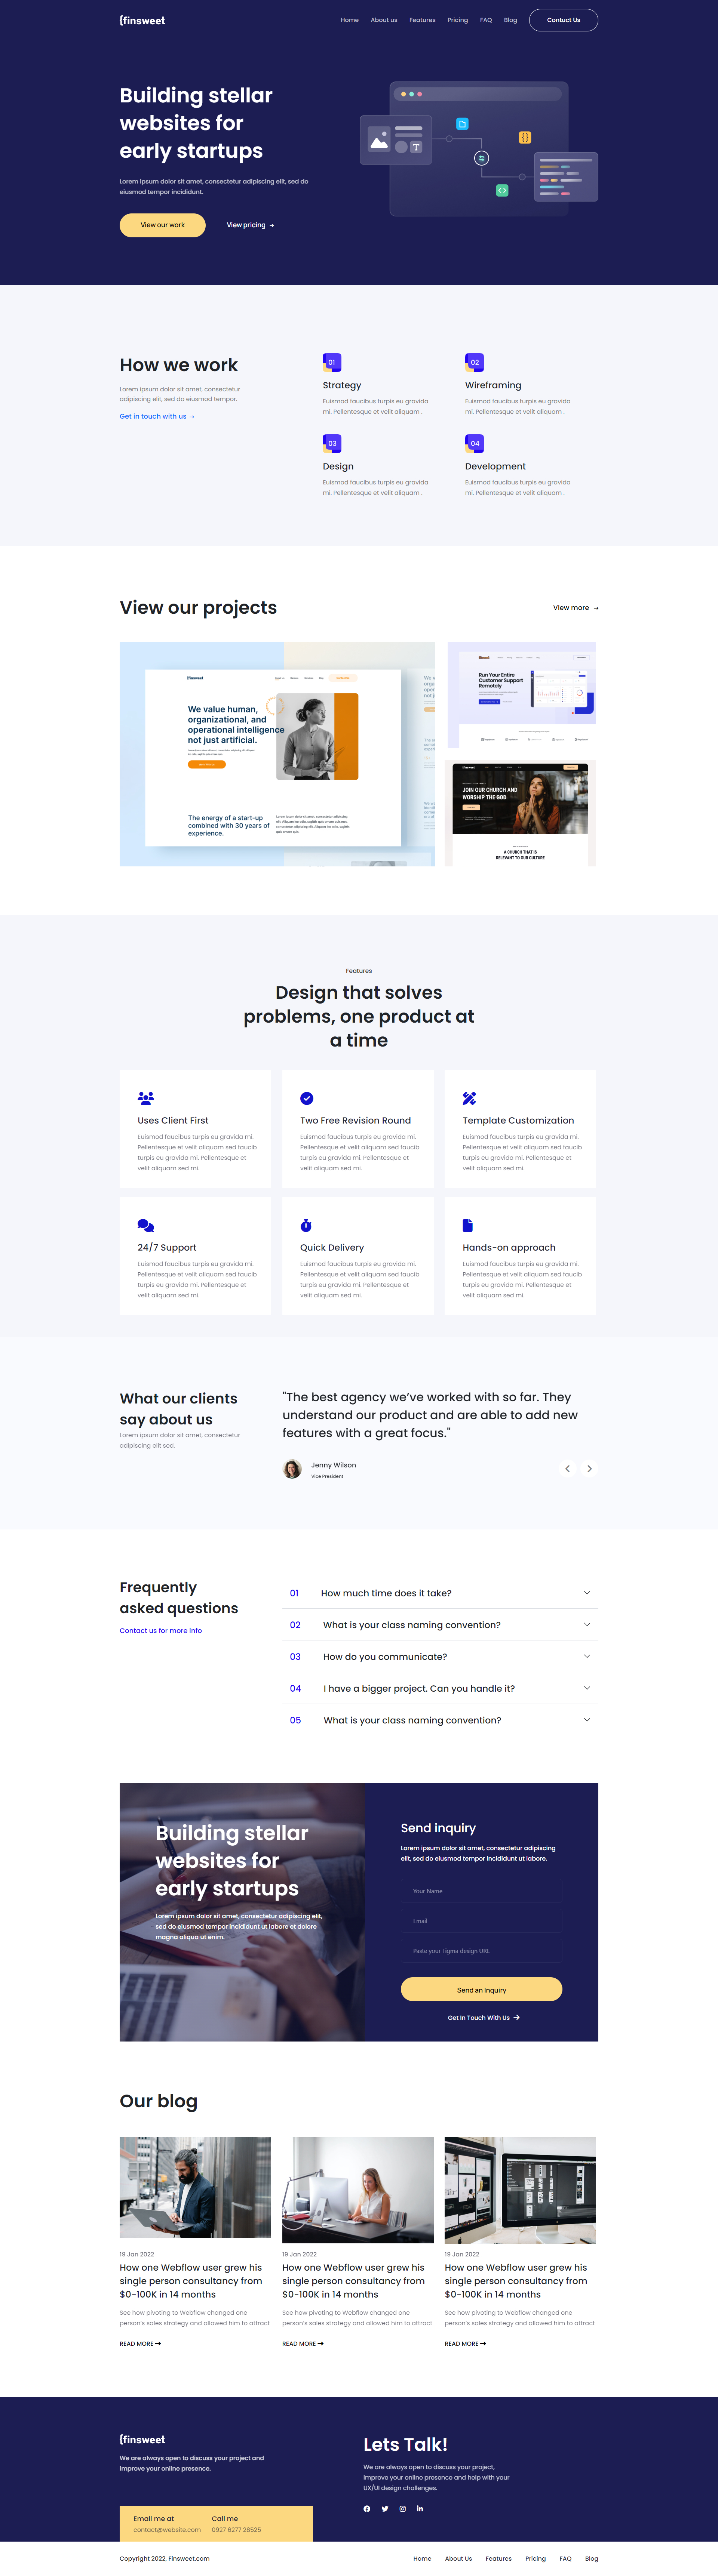 {finsweet
Home About us Features Pricing FAQ Blog Contuct Us
Building stellar
websites for
early startups
Lorem ipsum dolor sit amet, consectetur adipiscing elit, sed do
eiusmod tempor incididunt.
View our work View pricing →
How we work
Lorem ipsum dolor sit amet, consectetur
adipiscing elit, sed do eiusmod tempor.
Get in touch with us →
01
Strategy
Euismod faucibus turpis eu gravida
mi. Pellentesque et velit aliquam .
02
Wireframing
Euismod faucibus turpis eu gravida
mi. Pellentesque et velit aliquam .
03
Design
Euismod faucibus turpis eu gravida
mi. Pellentesque et velit aliquam .
04
Development
Euismod faucibus turpis eu gravida
mi. Pellentesque et velit aliquam .
View our projects
View more →
finsweet
We value human,
organizational, and
operational intelligence
not just artificial.
The energy of a start-up
combined with 30 years of
experience.
Run Your Entire
Customer Support
Remotely
JOIN OUR CHURCH AND
WORSHIP THE GOD
A CHURCH THAT IS
RELEVANT TO OUR CULTURE
Features
Design that solves
problems, one product at
a time
Uses Client First
Euismod faucibus turpis eu gravida mi.
Pellentesque et velit aliquam sed faucib
turpis eu gravida mi. Pellentesque et
velit aliquam sed mi.
Two Free Revision Round
Euismod faucibus turpis eu gravida mi.
Pellentesque et velit aliquam sed faucib
turpis eu gravida mi. Pellentesque et
velit aliquam sed mi.
Template Customization
Euismod faucibus turpis eu gravida mi.
Pellentesque et velit aliquam sed faucib
turpis eu gravida mi. Pellentesque et
velit aliquam sed mi.
24/7 Support
Euismod faucibus turpis eu gravida mi.
Pellentesque et velit aliquam sed faucib
turpis eu gravida mi. Pellentesque et
velit aliquam sed mi.
Quick Delivery
Euismod faucibus turpis eu gravida mi.
Pellentesque et velit aliquam sed faucib
turpis eu gravida mi. Pellentesque et
velit aliquam sed mi.
Hands-on approach
Euismod faucibus turpis eu gravida mi.
Pellentesque et velit aliquam sed faucib
turpis eu gravida mi. Pellentesque et
velit aliquam sed mi.
What our clients
say about us
Lorem ipsum dolor sit amet, consectetur
adipiscing elit sed.
"The best agency we've worked with so far. They
understand our product and are able to add new
features with a great focus."
Jenny Wilson
Vice President
Frequently
asked questions
Contact us for more info
01 How much time does it take?
02 What is your class naming convention?
03 How do you communicate?
04 I have a bigger project. Can you handle it?
05 What is your class naming convention?
Building stellar
websites for
early startups
Lorem ipsum dolor sit amet, consectetur adipiscing elit,
sed do eiusmod tempor incididunt ut labore et dolore
magna aliqua ut enim.
Send inquiry
Lorem ipsum dolor sit amet, consectetur adipiscing
elit, sed do eiusmod tempor incididunt ut labore.
Your Name
Email
Paste your Figma design URL
Send an Inquiry
Get In Touch With Us →
Our blog
19 Jan 2022
How one Webflow user grew his
single person consultancy from
$0-100K in 14 months
See how pivoting to Webflow changed one
person's sales strategy and allowed him to attract
READ MORE →
19 Jan 2022
How one Webflow user grew his
single person consultancy from
$0-100K in 14 months
See how pivoting to Webflow changed one
person's sales strategy and allowed him to attract
READ MORE →
19 Jan 2022
How one Webflow user grew his
single person consultancy from
$0-100K in 14 months
See how pivoting to Webflow changed one
person's sales strategy and allowed him to attract
READ MORE →
{finsweet
We are always open to discuss your project and
improve your online presence.
Email me at
contact@website.com
Call me
0927 6277 28525
Lets Talk!
We are always open to discuss your project,
improve your online presence and help with your
UX/UI design challenges.
Copyright 2022, Finsweet.com
Home About Us Features Pricing FAQ Blog